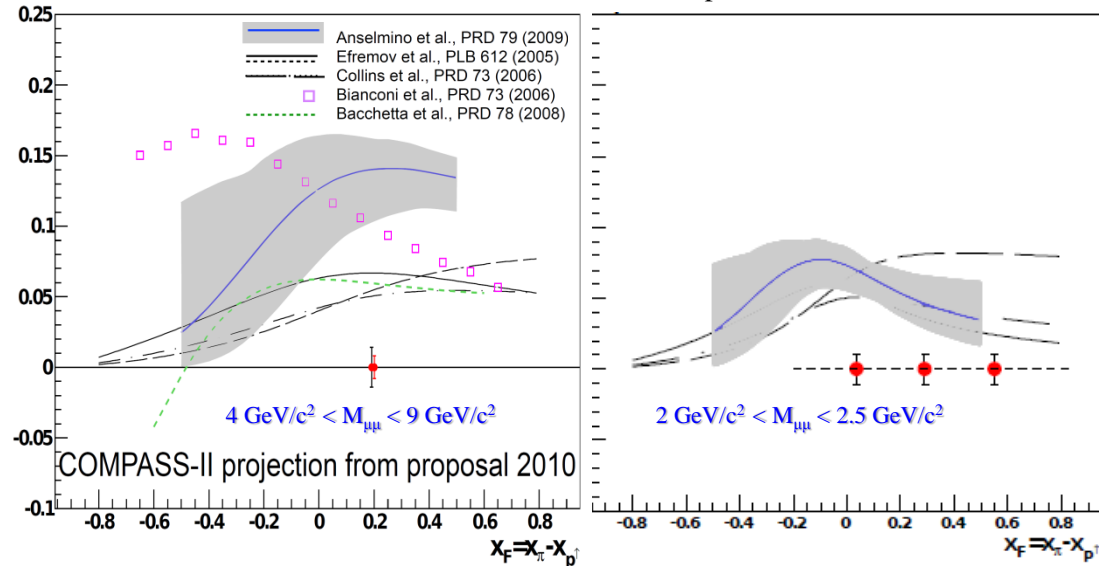 0.25
0.2
0.15
0.1
0.05
0
-0.05
-0.1
Anselmino et al., PRD 79 (2009)
Efremov et al., PLB 612 (2005)
Collins et al., PRD 73 (2006)
Bianconi et al., PRD 73 (2006)
Bacchetta et al., PRD 78 (2008)
4 GeV/c² < Mμμ < 9 GeV/c²
COMPASS-II projection from proposal 2010
-0.8 -0.6 -0.4 -0.2 0 0.2 0.4 0.6 0.8
xF=xπ-xp↑
2 GeV/c² < Mμμ < 2.5 GeV/c²
-0.8 -0.6 -0.4 -0.2 0 0.2 0.4 0.6 0.8
xF=xπ-xp↑